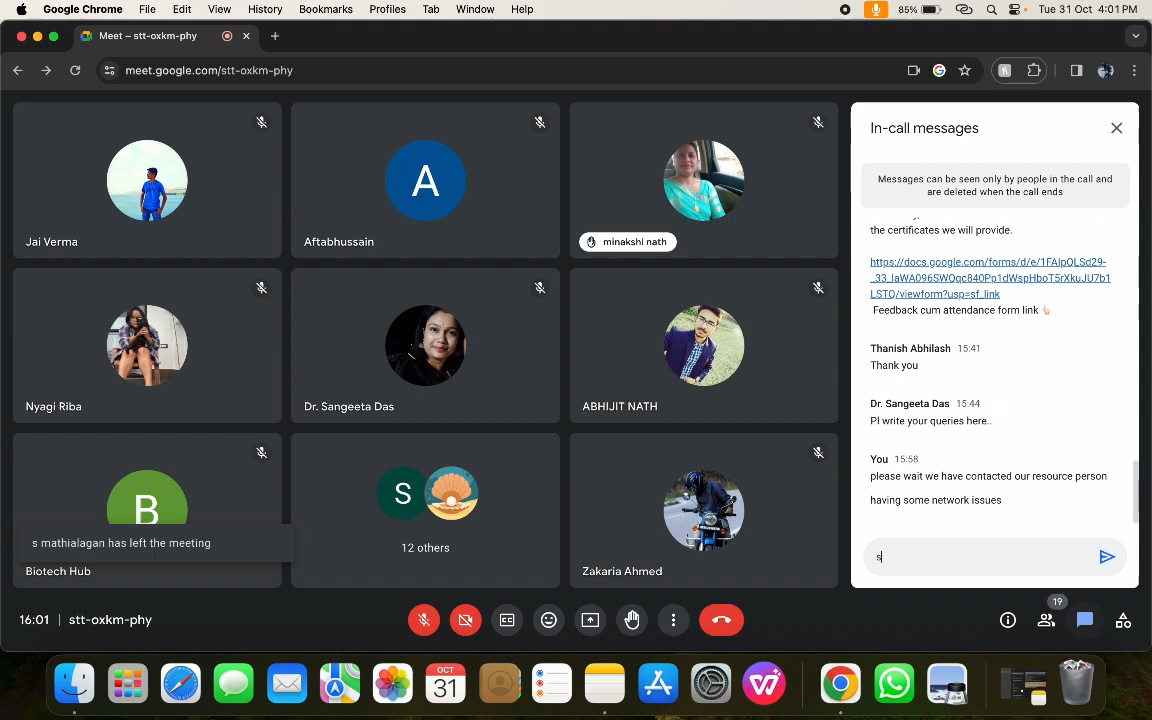 Google Chrome File Edit View History Bookmarks Profiles Tab Window Help 85% Tue 31 Oct 4:01 PM
Meet – stt-oxkm-phy
meet.google.com/stt-oxkm-phy
Jai Verma
A
Aftabhussain
minakshi nath
Nyagi Riba
Dr. Sangeeta Das
ABHIJIT NATH
B
s mathialagan has left the meeting
Biotech Hub
S
12 others
Zakaria Ahmed
In-call messages
Messages can be seen only by people in the call and
are deleted when the call ends
the certificates we will provide.
https://docs.google.com/forms/d/e/1FAIpQLSd29-
_33_laWA096SWOqc840Pp1dWspHboT5rXkuJU7b1
LSTQ/viewform?usp=sf_link
Feedback cum attendance form link 👆🏻
Thanish Abhilash 15:41
Thank you
Dr. Sangeeta Das 15:44
Pl write your queries here..
You 15:58
please wait we have contacted our resource person
having some network issues
s
16:01 | stt-oxkm-phy
19
OCT
31